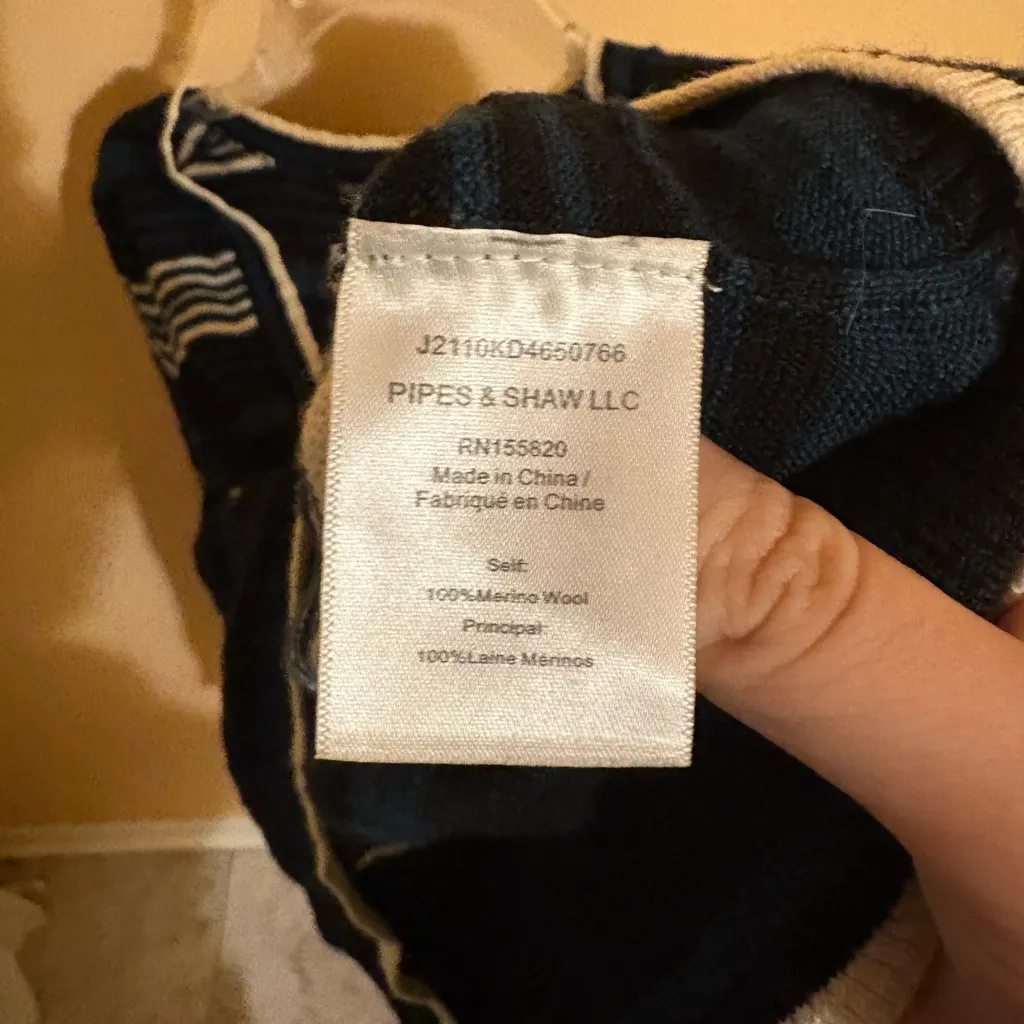 J2110KD4650766
PIPES & SHAW LLC
RN155820
Made in China /
Fabriqué en Chine
Self:
100%Merino Wool
Principal:
100%Laine Mérinos